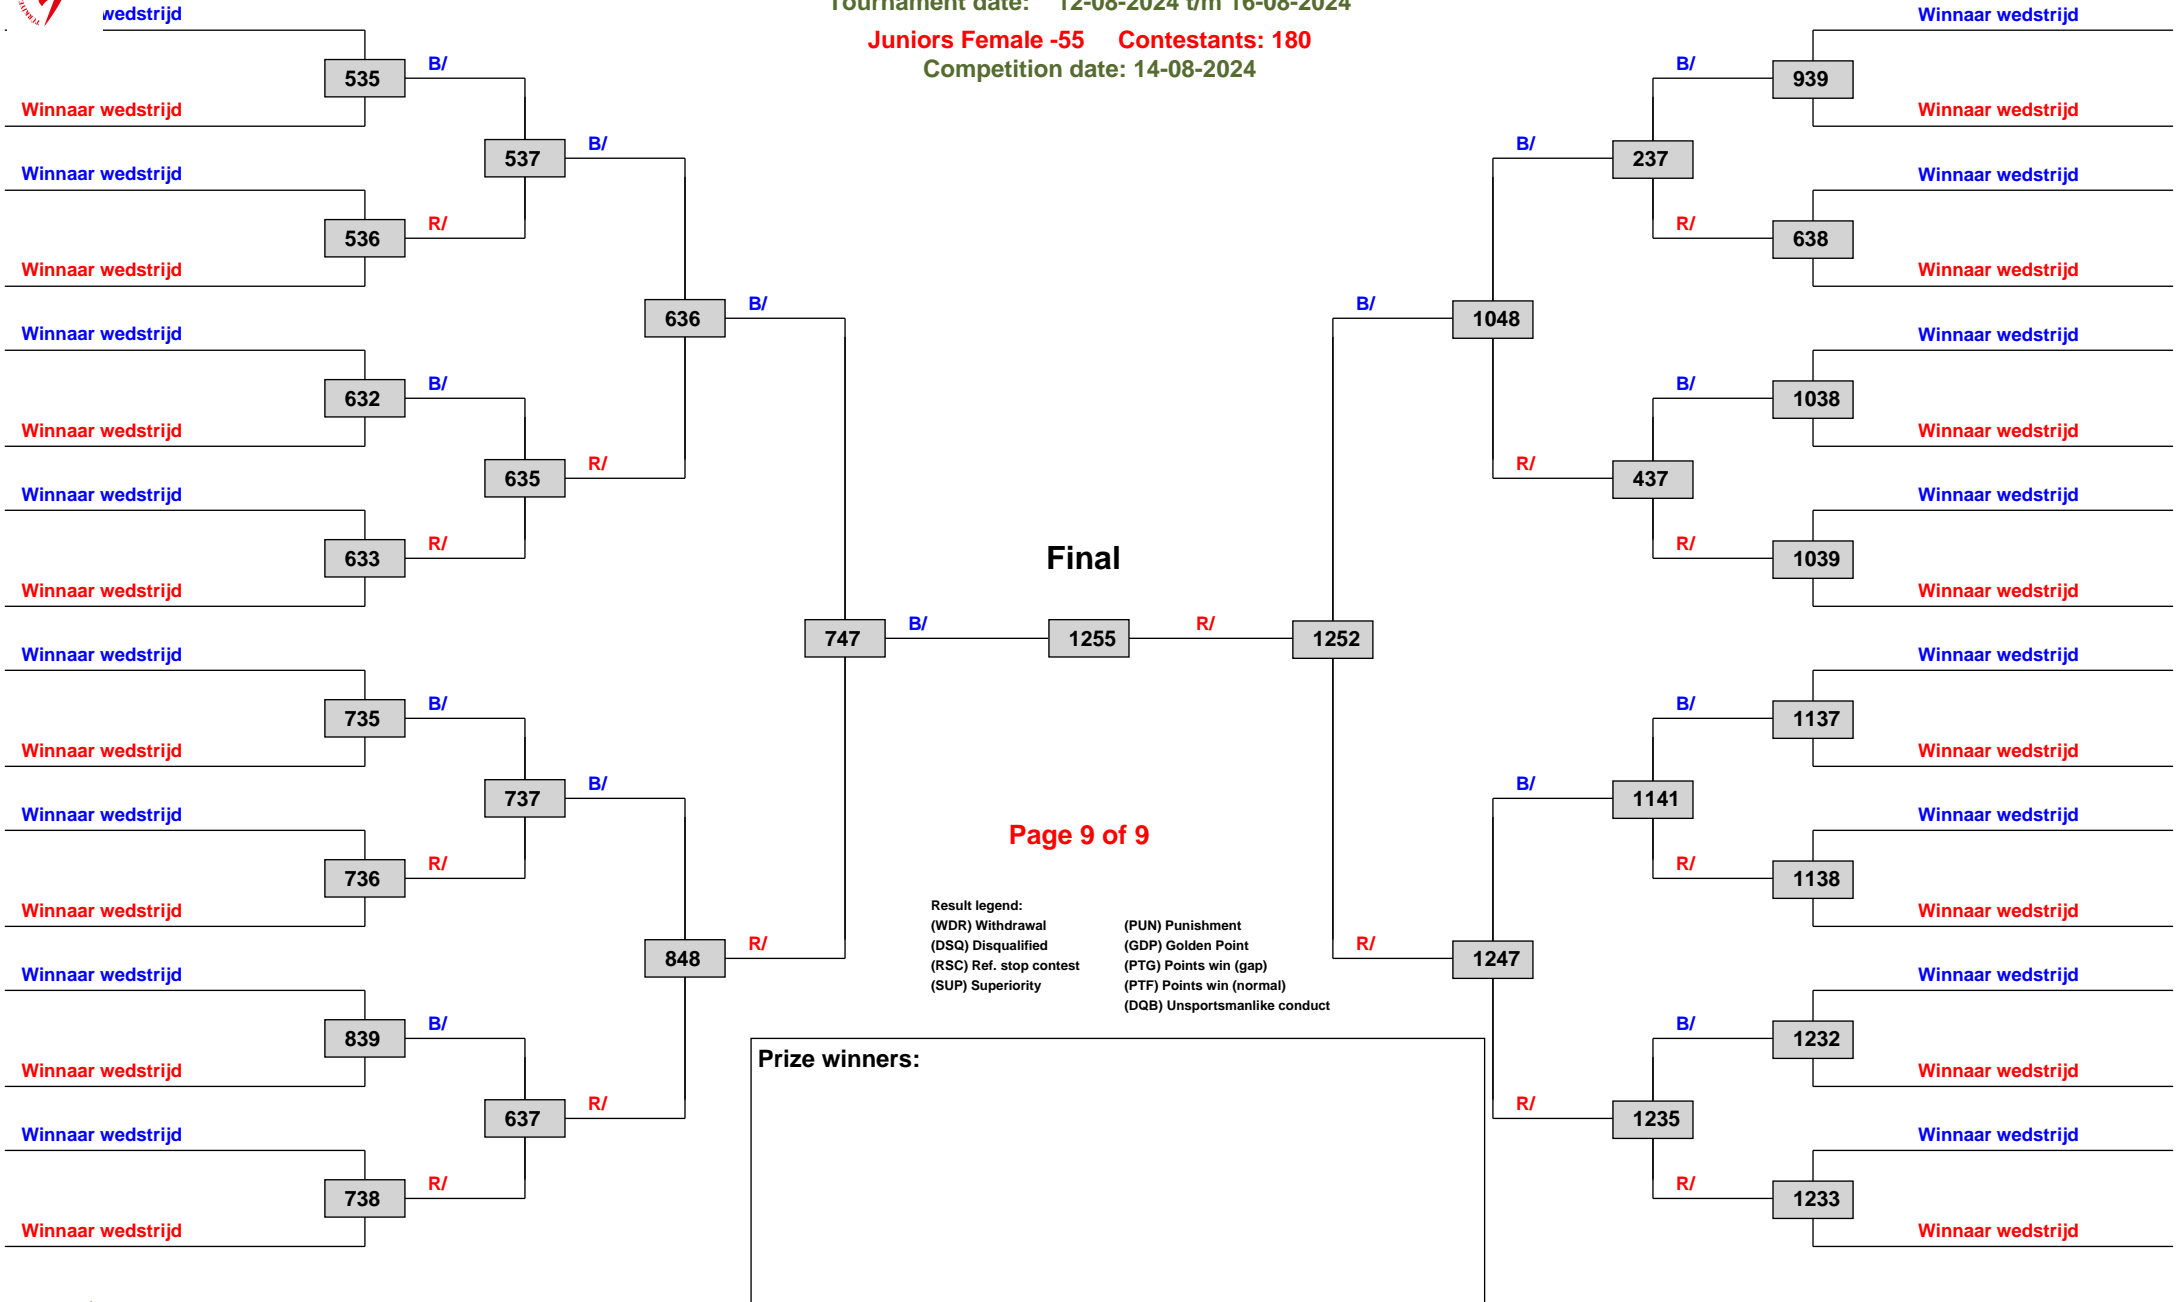 Tournament date: 12-08-2024 t/m 16-08-2024
Juniors Female -55 Contestants: 180
Competition date: 14-08-2024
wedstrijd
535
B/
Winnaar wedstrijd
537
B/
Winnaar wedstrijd
536
R/
Winnaar wedstrijd
636
B/
Winnaar wedstrijd
632
B/
Winnaar wedstrijd
635
R/
Winnaar wedstrijd
633
R/
Winnaar wedstrijd
747
B/
Winnaar wedstrijd
735
B/
Winnaar wedstrijd
737
B/
Winnaar wedstrijd
736
R/
Winnaar wedstrijd
848
R/
Winnaar wedstrijd
839
B/
Winnaar wedstrijd
637
R/
Winnaar wedstrijd
738
R/
Winnaar wedstrijd
Final
1255
R/
1252
Winnaar wedstrijd
B/
939
Winnaar wedstrijd
B/
237
Winnaar wedstrijd
R/
638
Winnaar wedstrijd
B/
1048
Winnaar wedstrijd
B/
1038
Winnaar wedstrijd
R/
437
Winnaar wedstrijd
R/
1039
Winnaar wedstrijd
Winnaar wedstrijd
B/
1137
Winnaar wedstrijd
B/
1141
Winnaar wedstrijd
R/
1138
Winnaar wedstrijd
R/
1247
Winnaar wedstrijd
B/
1232
Winnaar wedstrijd
R/
1235
Winnaar wedstrijd
R/
1233
Winnaar wedstrijd
Page 9 of 9
Result legend:
(WDR) Withdrawal
(DSQ) Disqualified
(RSC) Ref. stop contest
(SUP) Superiority
(PUN) Punishment
(GDP) Golden Point
(PTG) Points win (gap)
(PTF) Points win (normal)
(DQB) Unsportsmanlike conduct
Prize winners: